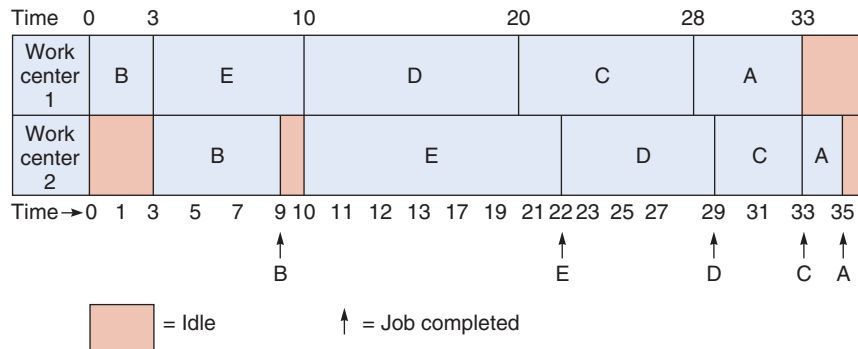 Time 0 3 10 20 28 33
Work center 1 B E D C A
Work center 2 B E D C A
Time → 0 1 3 5 7 9 10 11 12 13 17 19 21 22 23 25 27 29 31 33 35
B E D C A
= Idle
= Job completed